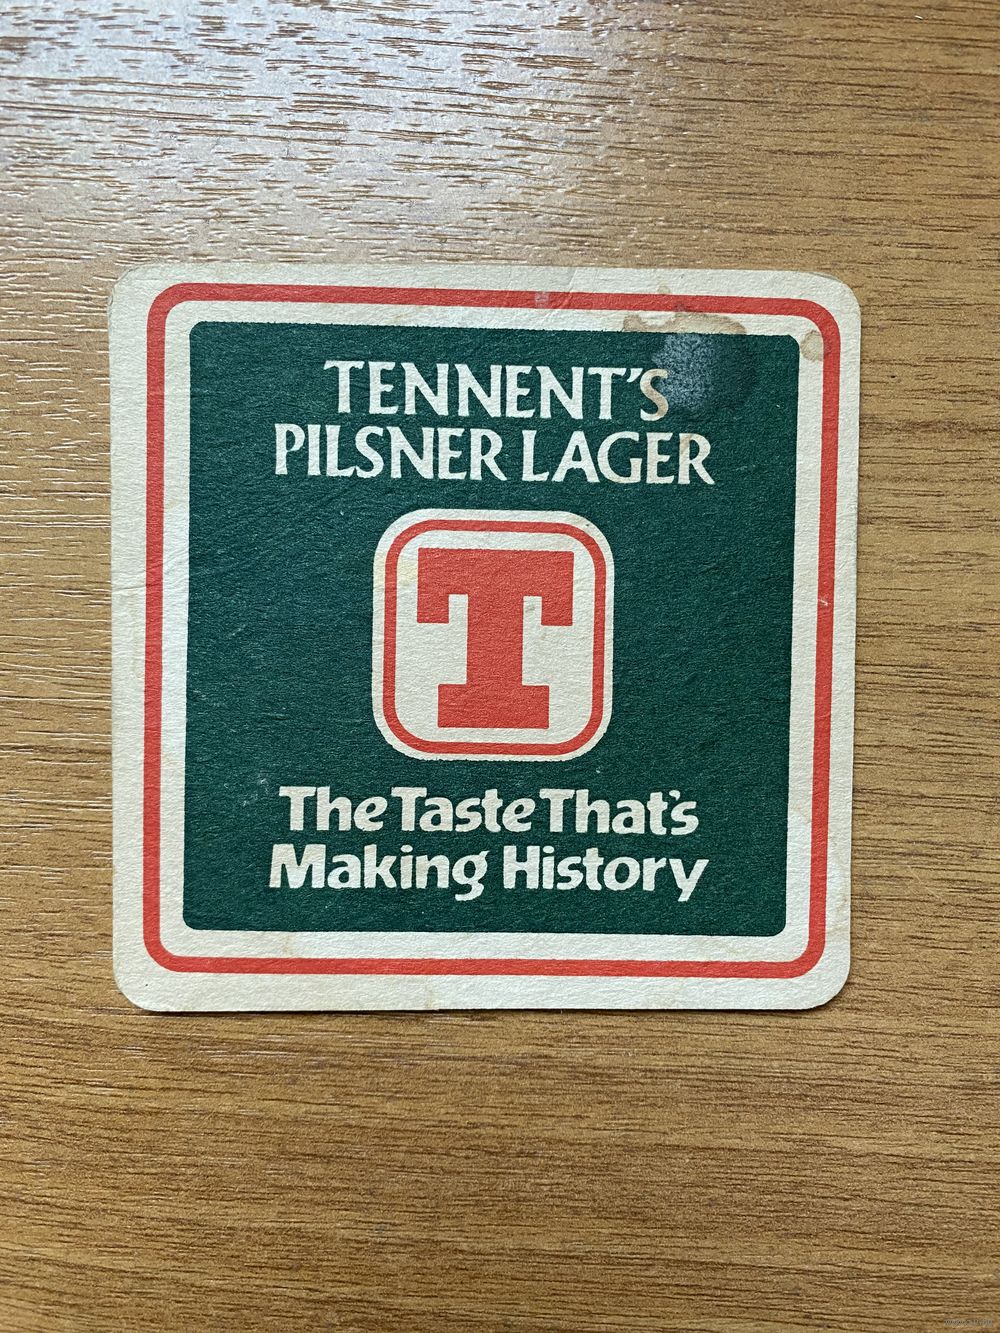 TENNENT'S
PILSNER LAGER
T
The Taste That's
Making History